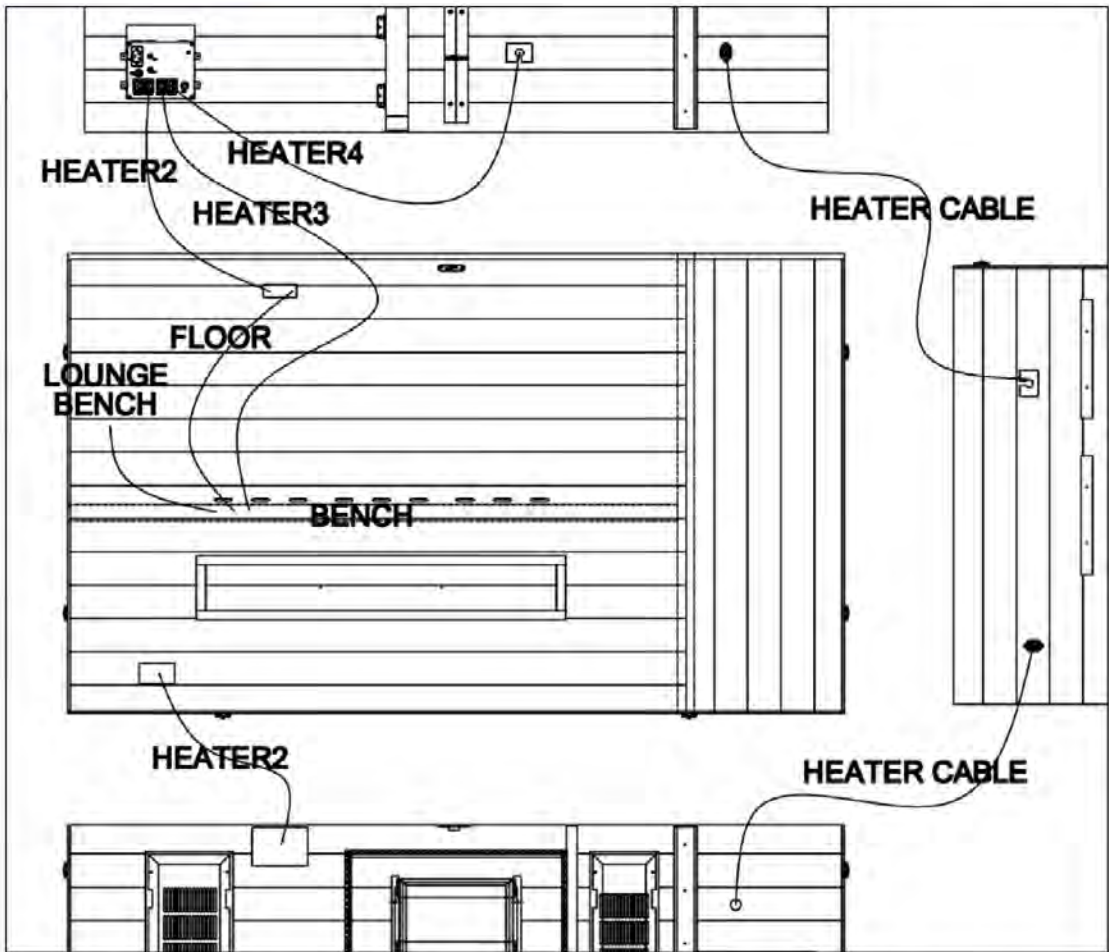 HEATER4
HEATER2
HEATER3
HEATER CABLE
FLOOR
LOUNGE
BENCH
BENCH
HEATER2
HEATER CABLE